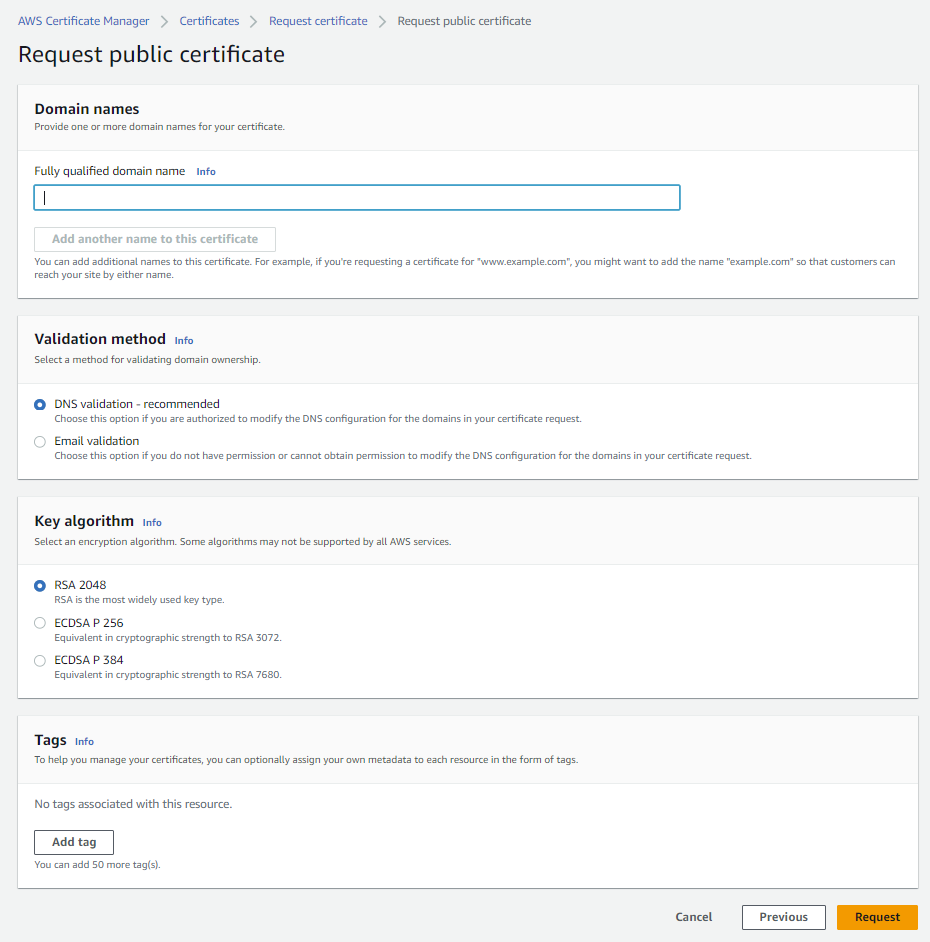 AWS Certificate Manager > Certificates > Request certificate > Request public certificate
Request public certificate
Domain names
Provide one or more domain names for your certificate.
Fully qualified domain name Info
Add another name to this certificate
You can add additional names to this certificate. For example, if you're requesting a certificate for "www.example.com", you might want to add the name "example.com" so that customers can
reach your site by either name.
Validation method Info
Select a method for validating domain ownership.
DNS validation - recommended
Choose this option if you are authorized to modify the DNS configuration for the domains in your certificate request.
Email validation
Choose this option if you do not have permission or cannot obtain permission to modify the DNS configuration for the domains in your certificate request.
Key algorithm Info
Select an encryption algorithm. Some algorithms may not be supported by all AWS services.
RSA 2048
RSA is the most widely used key type.
ECDSA P 256
Equivalent in cryptographic strength to RSA 3072.
ECDSA P 384
Equivalent in cryptographic strength to RSA 7680.
Tags Info
To help you manage your certificates, you can optionally assign your own metadata to each resource in the form of tags.
No tags associated with this resource.
Add tag
You can add 50 more tag(s).
Cancel Previous Request